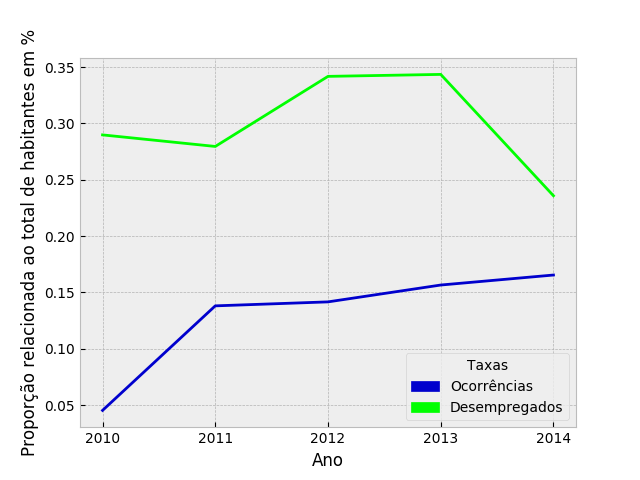 Proporção relacionada ao total de habitantes em %
0.35
0.30
0.25
0.20
0.15
0.10
0.05
Taxas
Ocorrências
Desempregados
2010 2011 2012 2013 2014
Ano